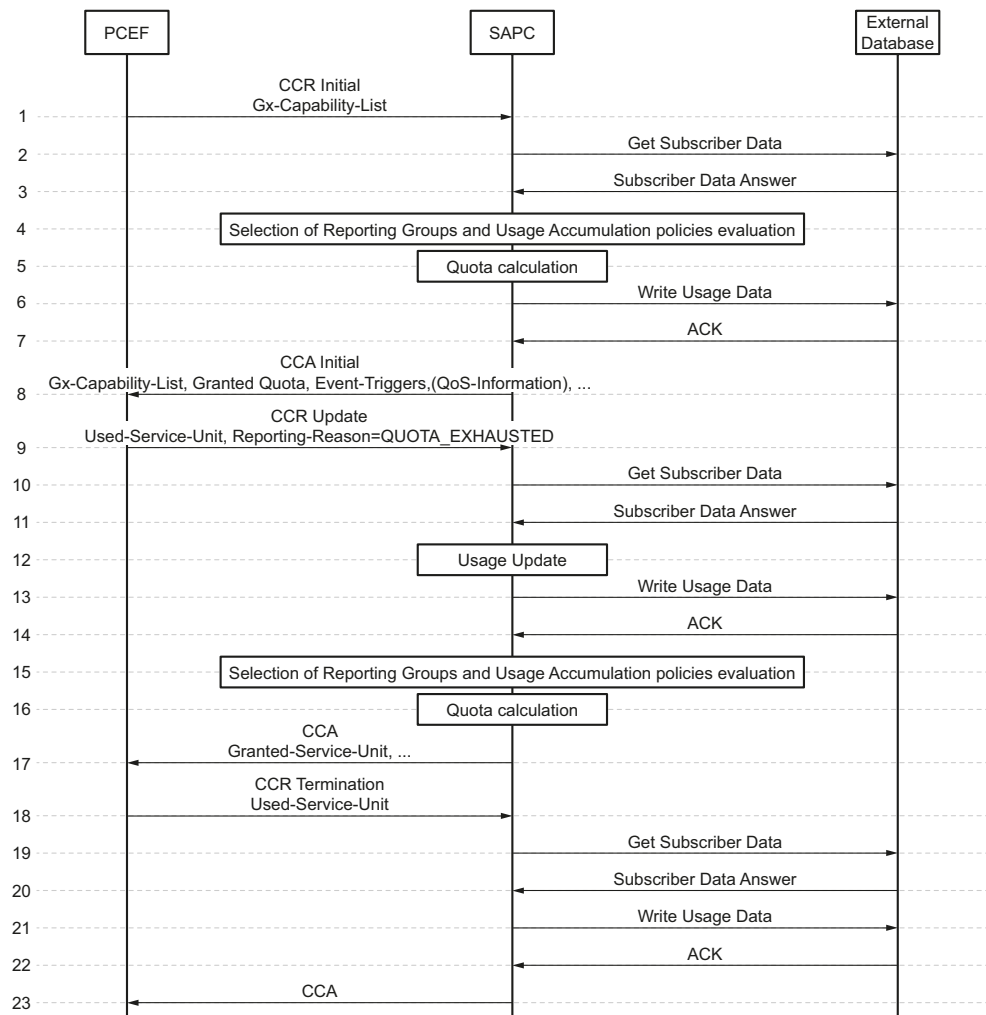 PCEF
SAPC
External
Database
CCR Initial
Gx-Capability-List
1
Get Subscriber Data
2
Subscriber Data Answer
3
4
Selection of Reporting Groups and Usage Accumulation policies evaluation
5
Quota calculation
Write Usage Data
6
ACK
7
CCA Initial
Gx-Capability-List, Granted Quota, Event-Triggers,(QoS-Information), ...
8
CCR Update
Used-Service-Unit, Reporting-Reason=QUOTA_EXHAUSTED
9
Get Subscriber Data
10
Subscriber Data Answer
11
12
Usage Update
Write Usage Data
13
ACK
14
15
Selection of Reporting Groups and Usage Accumulation policies evaluation
16
Quota calculation
CCA
Granted-Service-Unit, ...
17
CCR Termination
Used-Service-Unit
18
Get Subscriber Data
19
Subscriber Data Answer
20
Write Usage Data
21
ACK
22
CCA
23